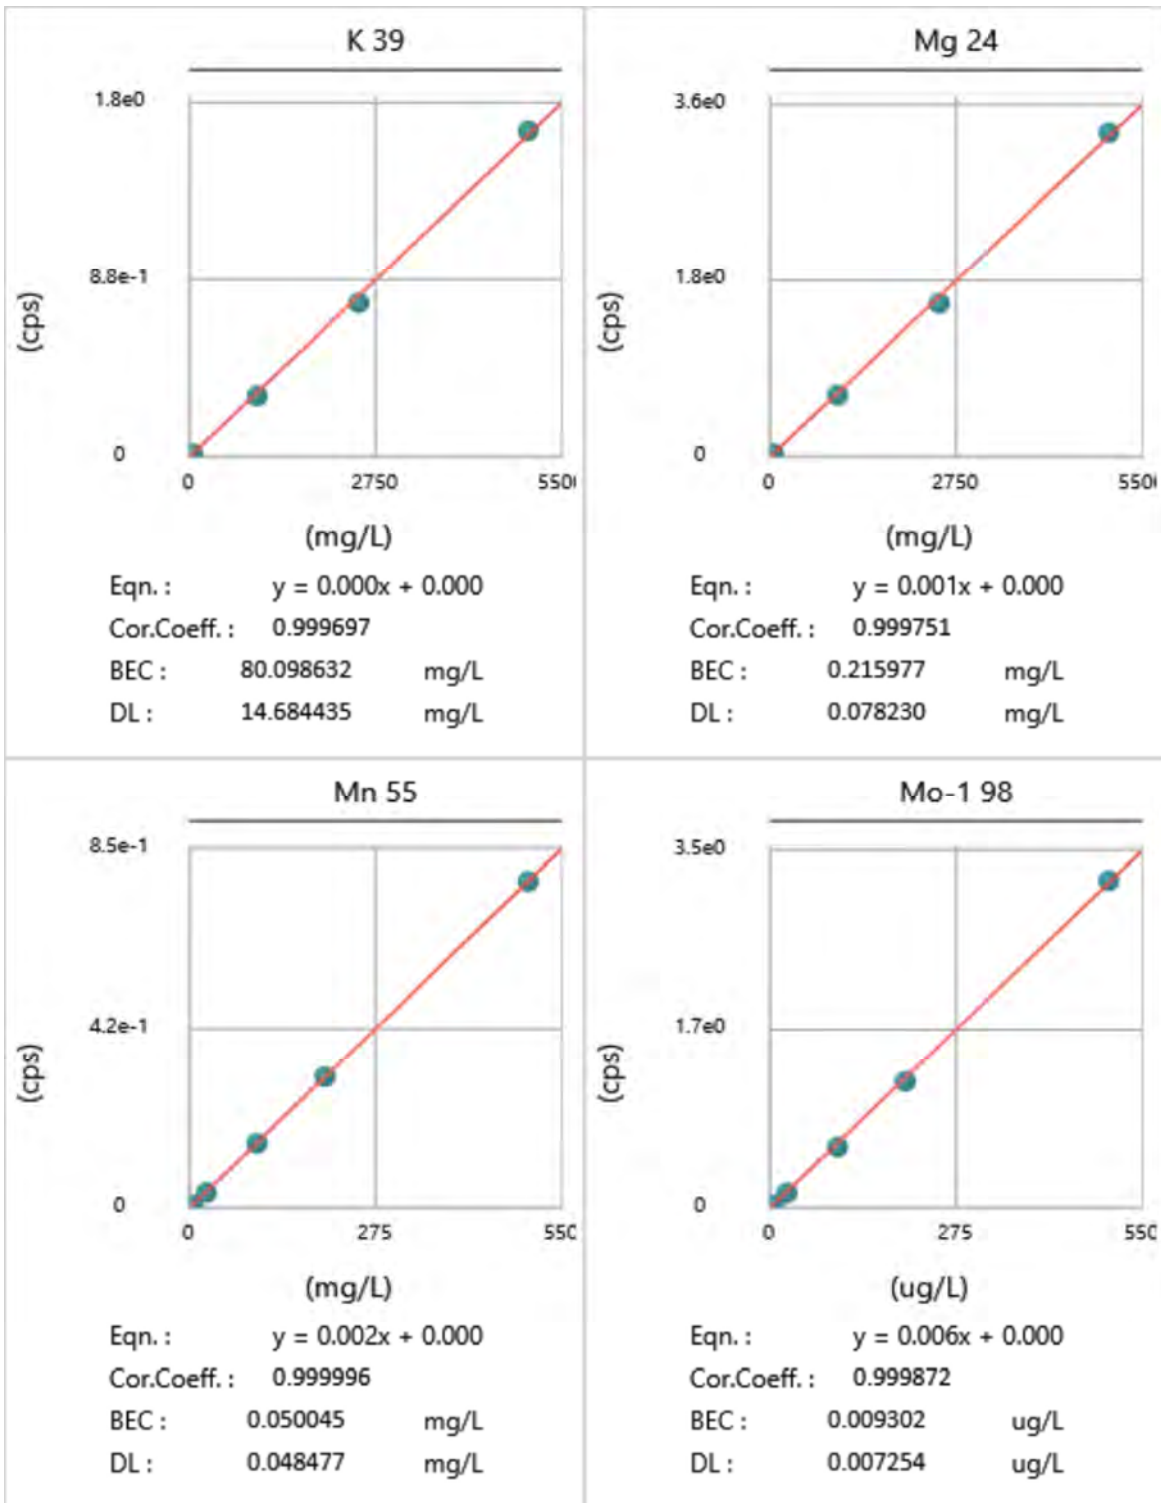 K 39
1.8e0
8.8e-1
0
(cps)
0 2750 550
(mg/L)
Eqn. : y = 0.000x + 0.000
Cor.Coeff. : 0.999697
BEC : 80.098632 mg/L
DL : 14.684435 mg/L
Mg 24
3.6e0
1.8e0
0
(cps)
0 2750 550
(mg/L)
Eqn. : y = 0.001x + 0.000
Cor.Coeff. : 0.999751
BEC : 0.215977 mg/L
DL : 0.078230 mg/L
Mn 55
8.5e-1
4.2e-1
0
(cps)
0 275 550
(mg/L)
Eqn. : y = 0.002x + 0.000
Cor.Coeff. : 0.999996
BEC : 0.050045 mg/L
DL : 0.048477 mg/L
Mo-1 98
3.5e0
1.7e0
0
(cps)
0 275 550
(ug/L)
Eqn. : y = 0.006x + 0.000
Cor.Coeff. : 0.999872
BEC : 0.009302 ug/L
DL : 0.007254 ug/L